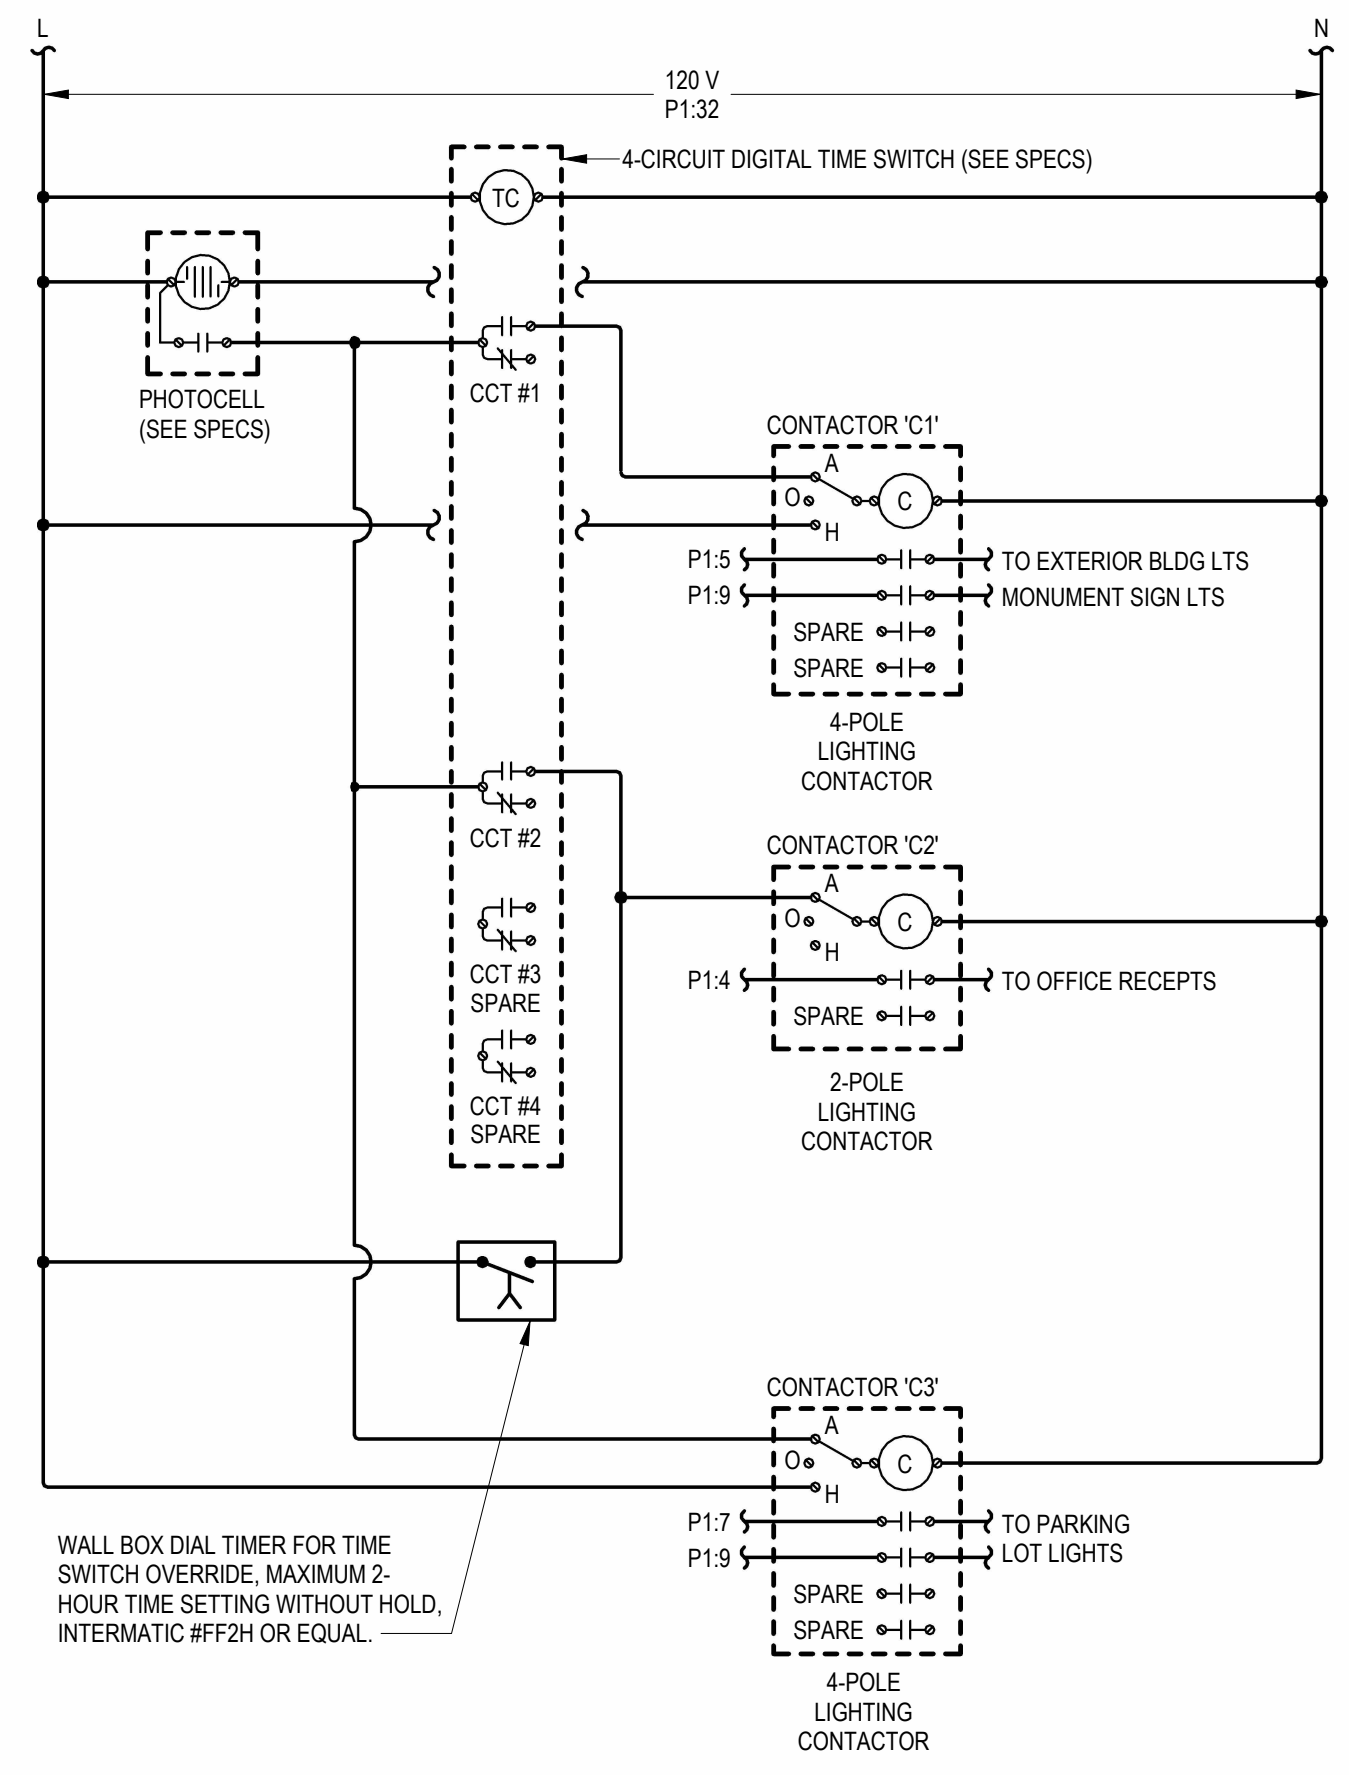 L
N
120 V
P1:32
4-CIRCUIT DIGITAL TIME SWITCH (SEE SPECS)
TC
PHOTOCELL
(SEE SPECS)
CCT #1
CONTACTOR 'C1'
A
O
C
H
P1:5
TO EXTERIOR BLDG LTS
P1:9
MONUMENT SIGN LTS
SPARE
SPARE
4-POLE
LIGHTING
CONTACTOR
CCT #2
CONTACTOR 'C2'
A
O
C
H
P1:4
TO OFFICE RECEPTS
SPARE
2-POLE
LIGHTING
CONTACTOR
CCT #3
SPARE
CCT #4
SPARE
CONTACTOR 'C3'
A
O
C
H
P1:7
P1:9
TO PARKING
LOT LIGHTS
SPARE
SPARE
4-POLE
LIGHTING
CONTACTOR
WALL BOX DIAL TIMER FOR TIME
SWITCH OVERRIDE, MAXIMUM 2-
HOUR TIME SETTING WITHOUT HOLD,
INTERMATIC #FF2H OR EQUAL.